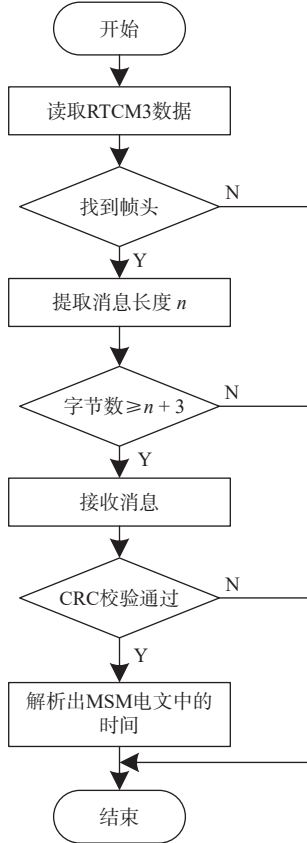 开始
读取RTCM3数据
找到帧头
N
Y
提取消息长度 n
字节数≥n + 3
N
Y
接收消息
CRC校验通过
N
Y
解析出MSM电文中的
时间
结束